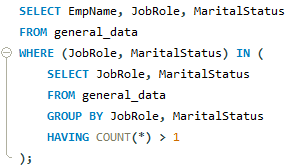 SELECT EmpName, JobRole, MaritalStatus
FROM general_data
WHERE (JobRole, MaritalStatus) IN (
SELECT JobRole, MaritalStatus
FROM general_data
GROUP BY JobRole, MaritalStatus
HAVING COUNT(*) > 1
);